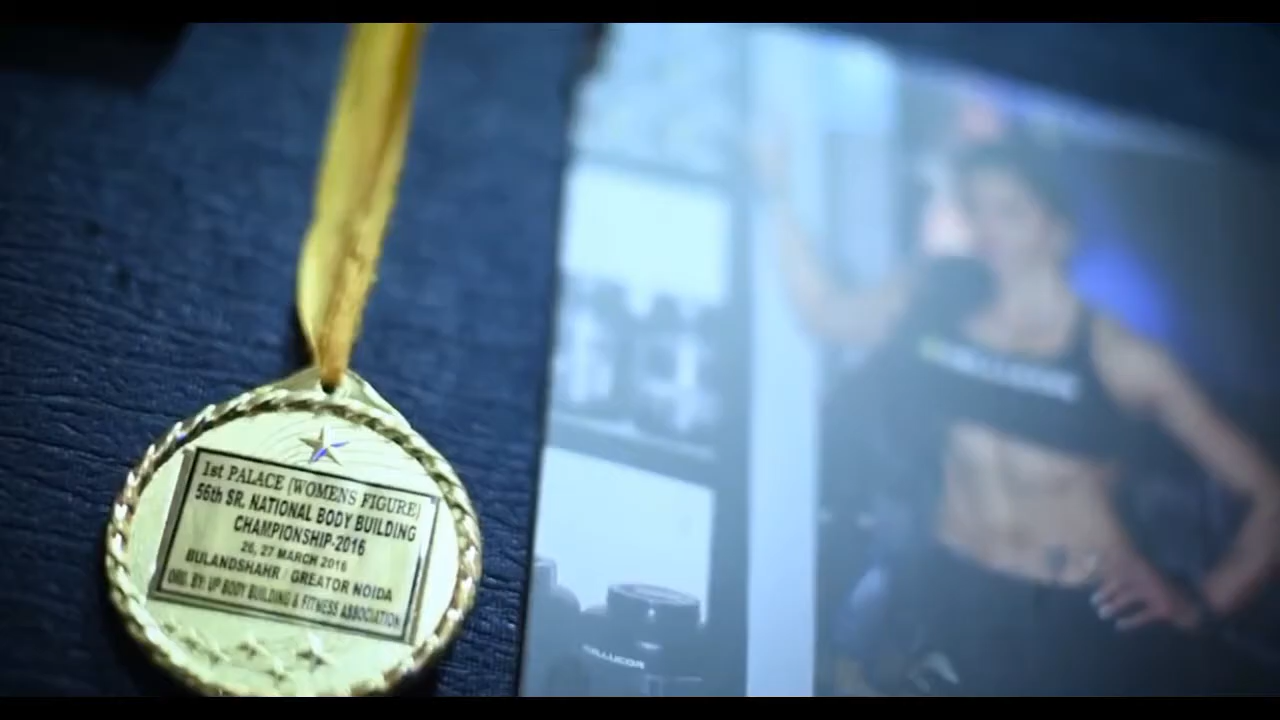 1st PALACE [WOMENS FIGURE]
56th SR. NATIONAL BODY BUILDING
CHAMPIONSHIP-2016
26, 27 MARCH 2016
BULANDSHAHR / GREATOR NOIDA
ORG. BY: UP BODY BUILDING & FITNESS ASSOCIATION